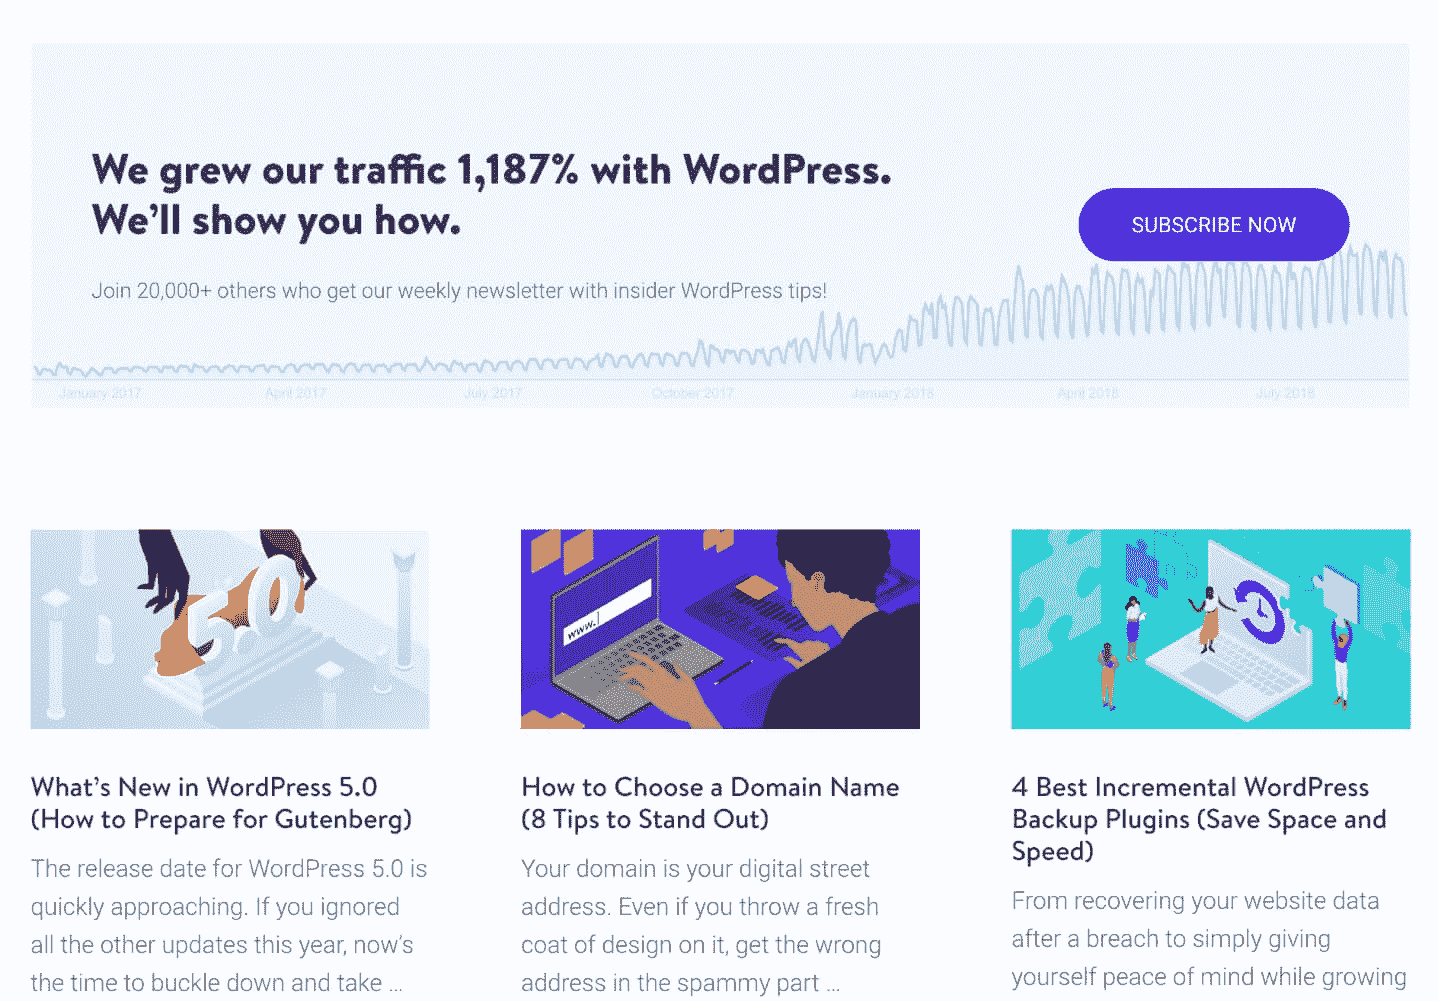 We grew our traffic 1,187% with WordPress.
We'll show you how.
SUBSCRIBE NOW
Join 20,000+ others who get our weekly newsletter with insider WordPress tips!
January 2017
April 2017
July 2017
October 2017
January 2018
April 2018
July 2018
5.0
www.
What's New in WordPress 5.0
(How to Prepare for Gutenberg)
The release date for WordPress 5.0 is
quickly approaching. If you ignored
all the other updates this year, now's
the time to buckle down and take ...
How to Choose a Domain Name
(8 Tips to Stand Out)
Your domain is your digital street
address. Even if you throw a fresh
coat of design on it, get the wrong
address in the spammy part ...
4 Best Incremental WordPress
Backup Plugins (Save Space and
Speed)
From recovering your website data
after a breach to simply giving
yourself peace of mind while growing